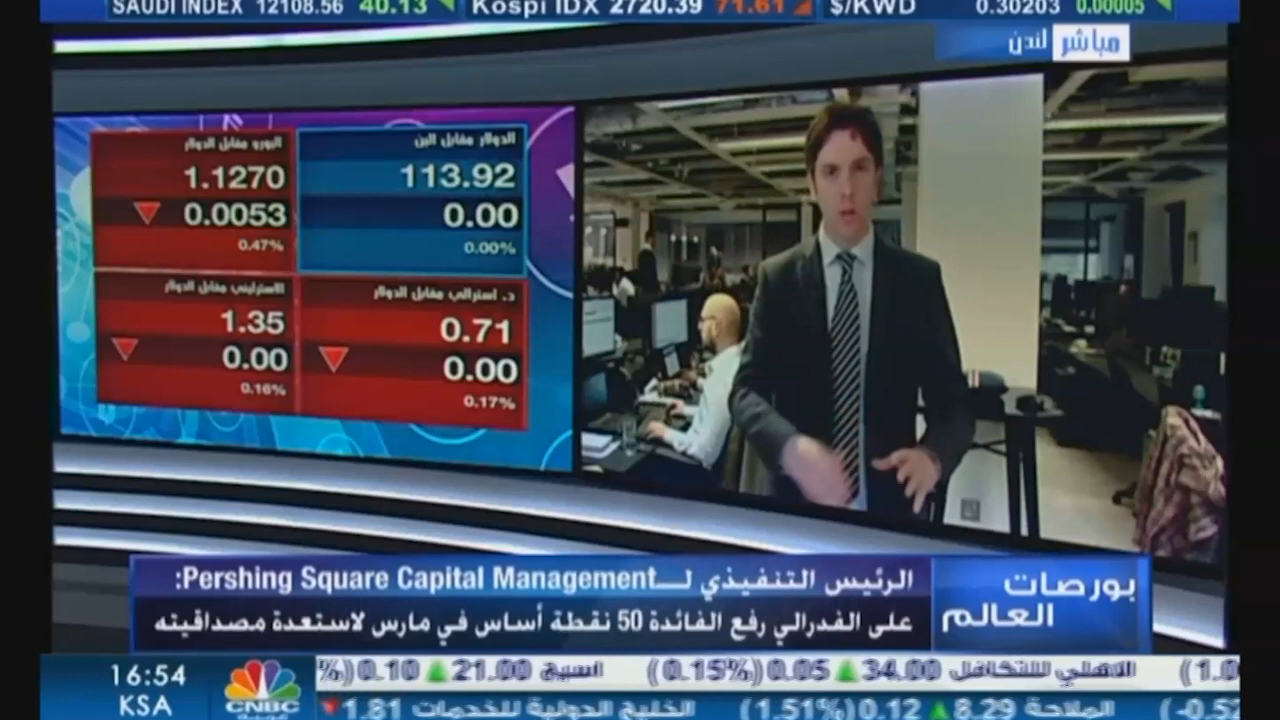 SAUDI INDEX 12108.56 40.13 Kospi IDX 2720.39 71.61 $/KWD 0.30203 0.00005
مباشر لندن
الدولار مقابل الين
113.92
0.00
0.00%
اليورو مقابل الدولار
1.1270
0.0053
0.47%
د. استرالي مقابل الدولار
0.71
0.00
0.17%
الاسترليني مقابل الدولار
1.35
0.00
0.16%
بورصات العالم
الرئيس التنفيذي لـPershing Square Capital Management:
على الفدرالي رفع الفائدة 50 نقطة أساس في مارس لاستعدة مصداقيته
16:54
KSA
CNBC
عربية
الاهلي للتكافل 34.00 0.05 (0.15%) اسيج 21.00 0.10
الملاحة 8.29 0.12 (1.51%) الخليج الدولية للخدمات 1.81